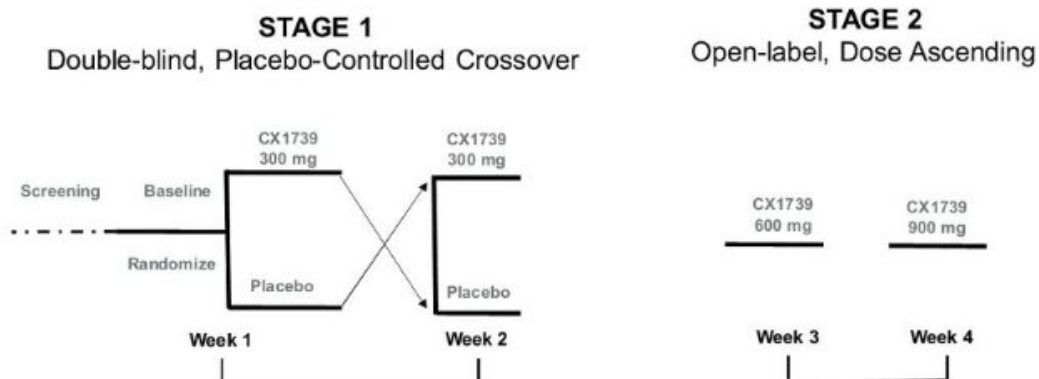 STAGE 1
Double-blind, Placebo-Controlled Crossover
STAGE 2
Open-label, Dose Ascending
Screening
Baseline
Randomize
CX1739
300 mg
Placebo
CX1739
300 mg
Placebo
CX1739
600 mg
CX1739
900 mg
Week 1
Week 2
Week 3
Week 4